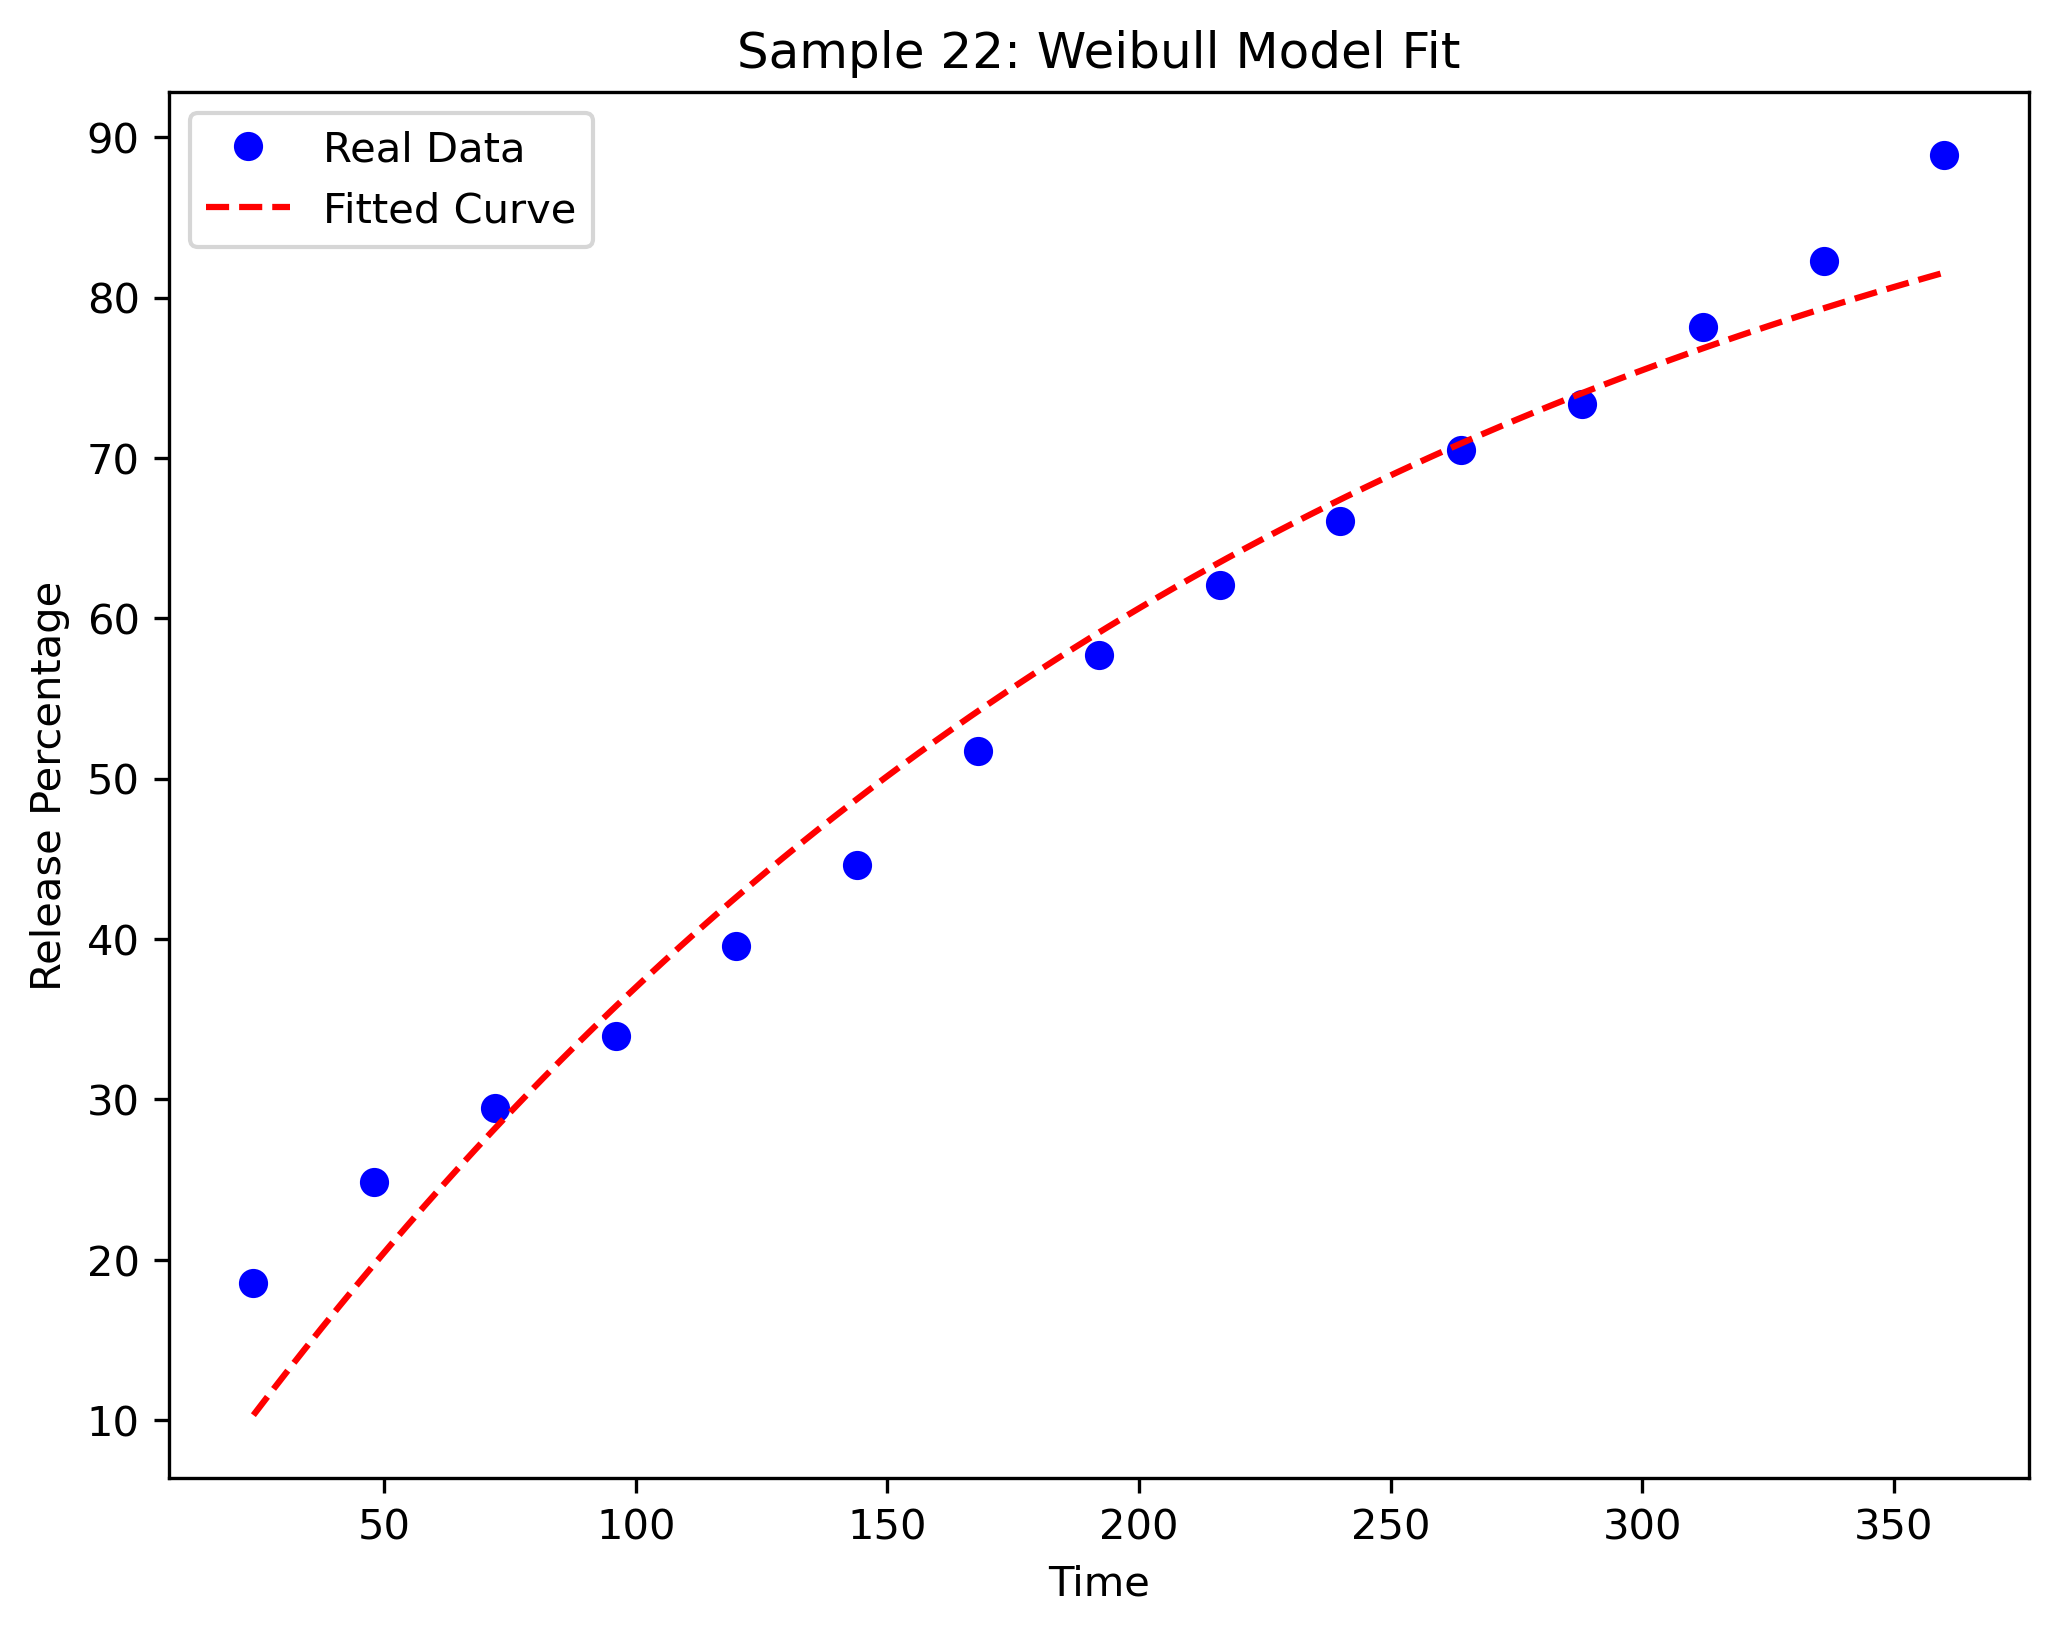 Sample 22: Weibull Model Fit
Real Data
Fitted Curve
90
80
70
60
50
40
30
20
10
Release Percentage
50 100 150 200 250 300 350
Time